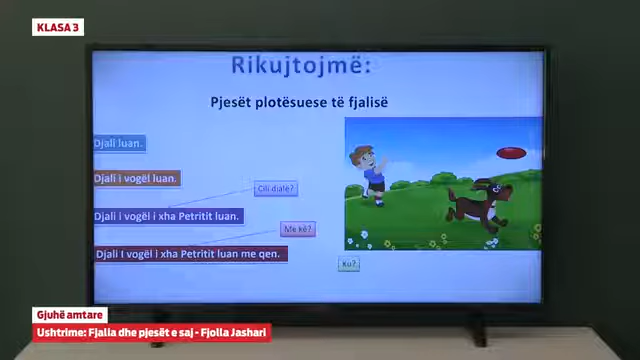 KLASA 3
Rikujtojmë:
Pjesët plotësuese të fjalisë
Djali luan.
Djali i vogël luan.
Cili djalë?
Djali i vogël i xha Petritit luan.
Me kë?
Djali I vogël i xha Petritit luan me qen.
Ku?
Gjuhë amtare
Ushtrime: Fjalia dhe pjesët e saj - Fjolla Jashari